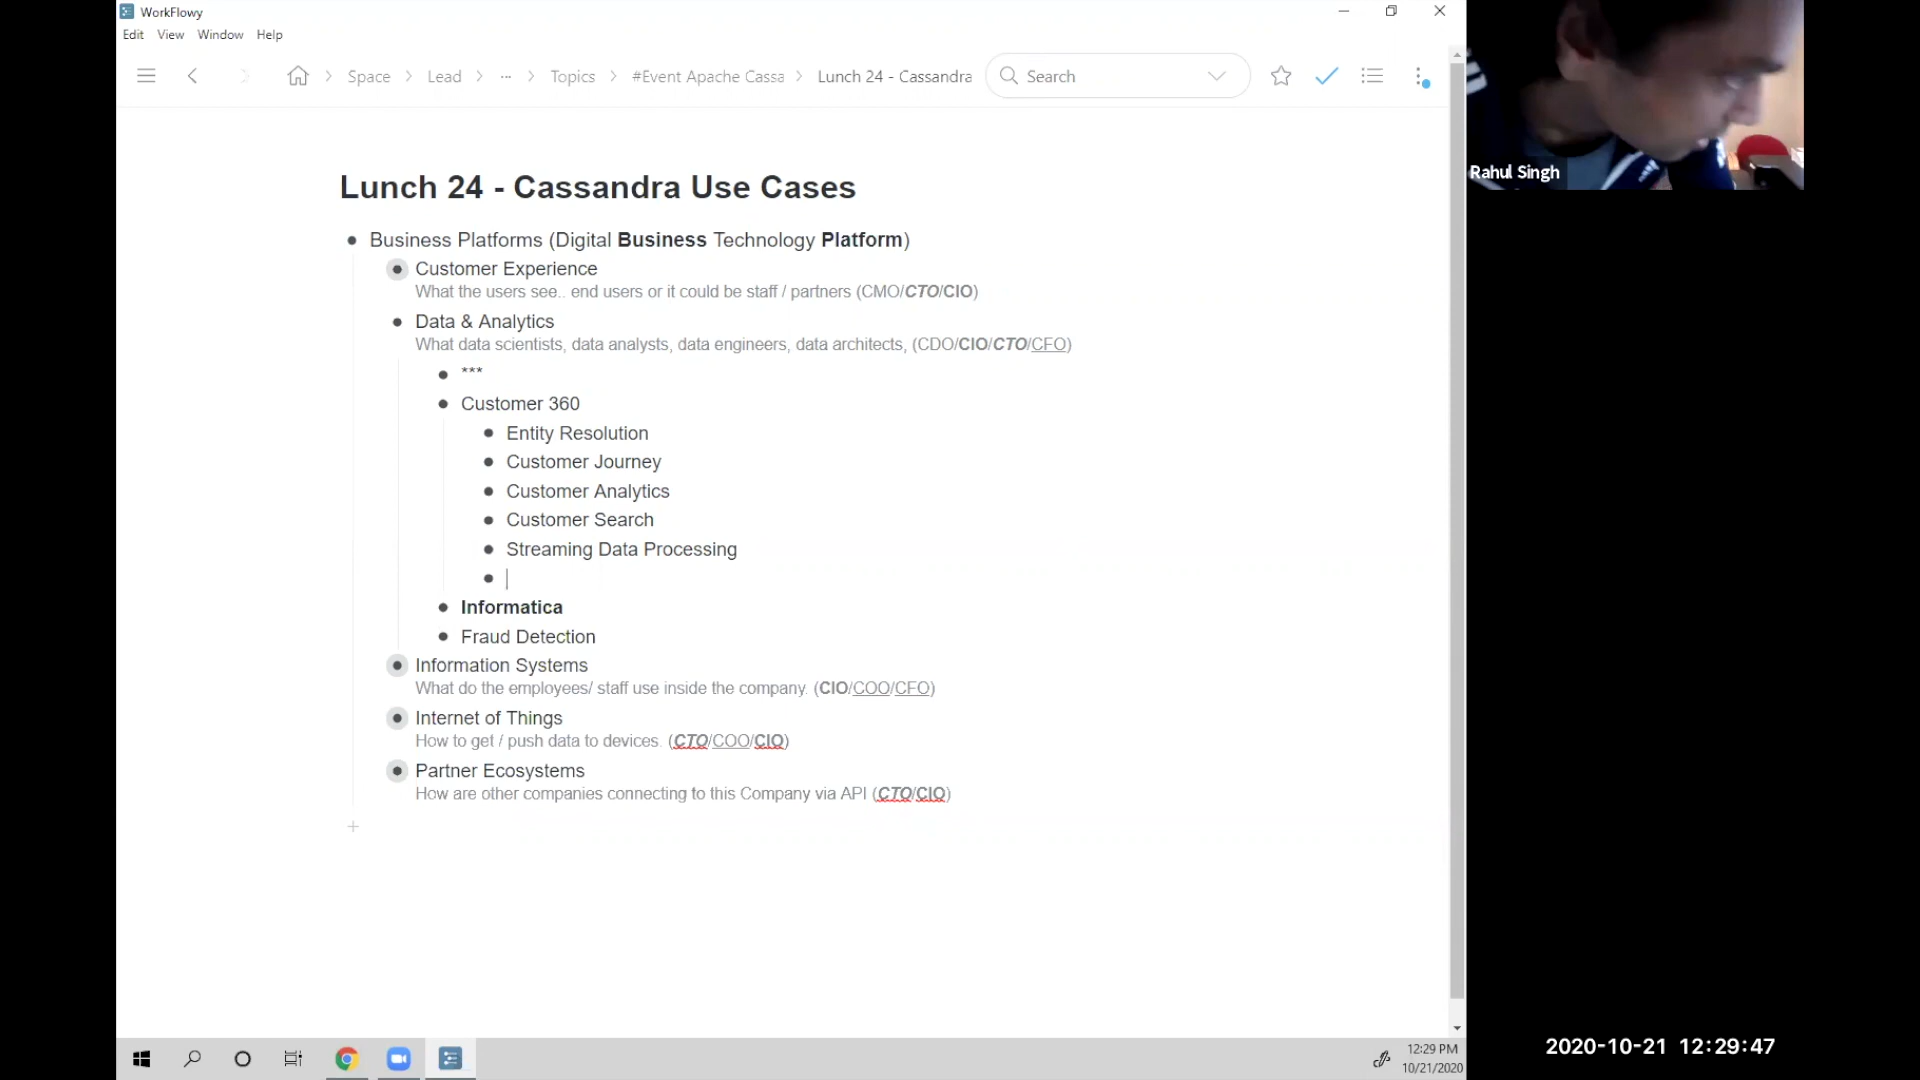 WorkFlowy
Edit View Window Help
Space Lead ... Topics #Event Apache Cassa Lunch 24 - Cassandra Search
Lunch 24 - Cassandra Use Cases
Business Platforms (Digital Business Technology Platform)
Customer Experience
What the users see.. end users or it could be staff / partners (CMO/CTO/CIO)
Data & Analytics
What data scientists, data analysts, data engineers, data architects, (CDO/CIO/CTO/CFO)
***
Customer 360
Entity Resolution
Customer Journey
Customer Analytics
Customer Search
Streaming Data Processing
Informatica
Fraud Detection
Information Systems
What do the employees/ staff use inside the company. (CIO/COO/CFO)
Internet of Things
How to get / push data to devices. (CTO/COO/CIO)
Partner Ecosystems
How are other companies connecting to this Company via API (CTO/CIO)
Rahul Singh
12:29 PM
10/21/2020
2020-10-21 12:29:47